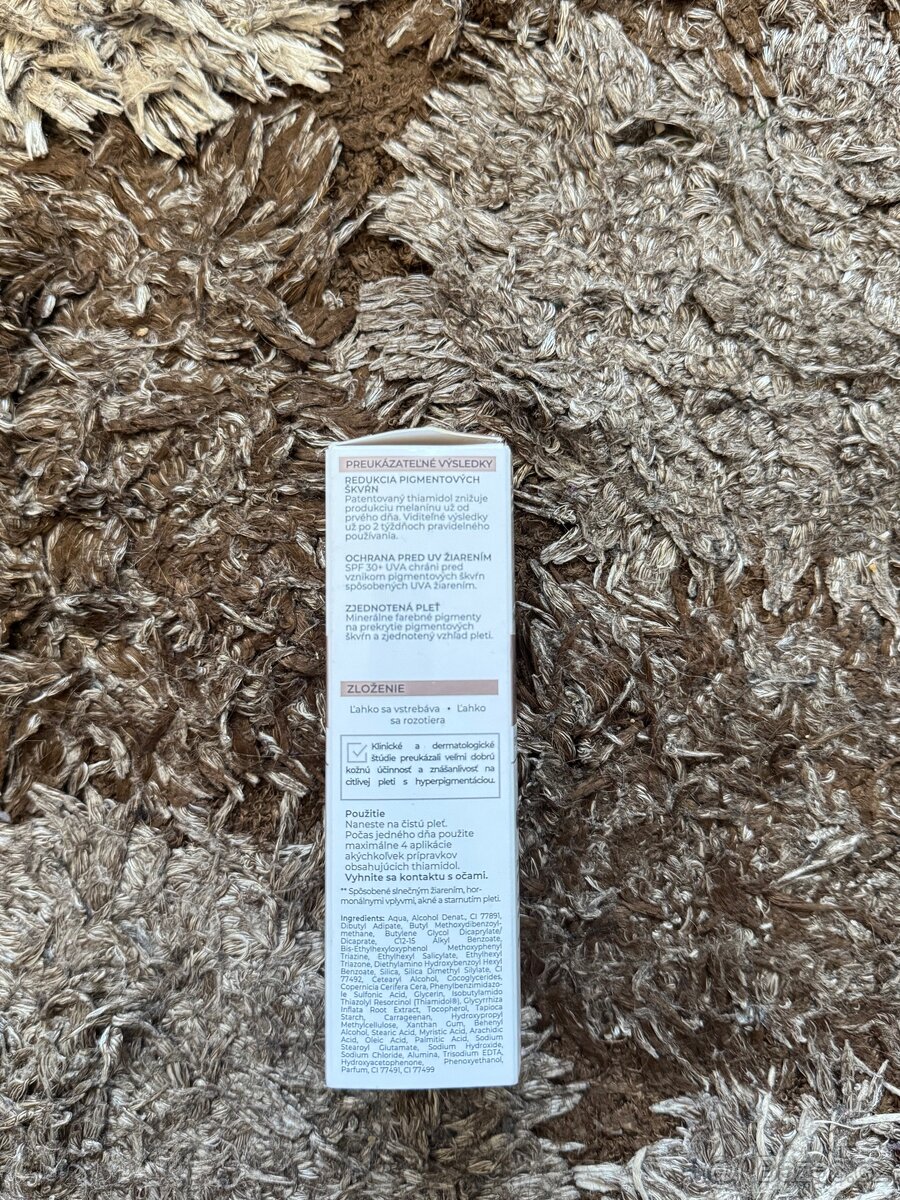 PREUKÁZATEĽNÉ VÝSLEDKY
REDUKCIA PIGMENTOVÝCH
ŠKVŔN
Patentovaný thiamidol znižuje
produkciu melanínu už od
prvého dňa. Viditeľné výsledky
už po 2 týždňoch pravidelného
používania.
OCHRANA PRED UV ŽIARENÍM
SPF 30+ UVA chráni pred
vznikom pigmentových škvŕn
spôsobených UVA žiarením.
ZJEDNOTENÁ PLEŤ
Minerálne farebné pigmenty
na prekrytie pigmentových
škvŕn a zjednotený vzhľad pleti.
ZLOŽENIE
Ľahko sa vstrebáva • Ľahko
sa rozotiera
Klinické a dermatologické
štúdie preukázali veľmi dobrú
kožnú účinnosť a znášanlivosť na
citlivej pleti s hyperpigmentáciou.
Použitie
Naneste na čistú pleť.
Počas jedného dňa použite
maximálne 4 aplikácie
akýchkoľvek prípravkov
obsahujúcich thiamidol.
Vyhnite sa kontaktu s očami.
** Spôsobené slnečným žiarením, hor-
monálnymi vplyvmi, akné a starnutím pleti.
Ingredients: Aqua, Alcohol Denat., CI 77891,
Dibutyl Adipate, Butyl Methoxydibenzoyl-
methane, Butylene Glycol Dicaprylate/
Dicaprate, C12-15 Alkyl Benzoate,
Bis-Ethylhexyloxyphenol Methoxyphenyl
Triazine, Ethylhexyl Salicylate, Ethylhexyl
Triazone, Diethylamino Hydroxybenzoyl Hexyl
Benzoate, Silica, Silica Dimethyl Silylate, CI
77492, Cetearyl Alcohol, Cocoglycerides,
Copernicia Cerifera Cera, Phenylbenzimidazo-
le Sulfonic Acid, Glycerin, Isobutylamido
Thiazolyl Resorcinol (Thiamidol®), Glycyrrhiza
Inflata Root Extract, Tocopherol, Tapioca
Starch, Carrageenan, Hydroxypropyl
Methylcellulose, Xanthan Gum, Behenyl
Alcohol, Stearic Acid, Myristic Acid, Arachidic
Acid, Oleic Acid, Palmitic Acid, Sodium
Stearoyl Glutamate, Sodium Hydroxide,
Sodium Chloride, Alumina, Trisodium EDTA,
Hydroxyacetophenone, Phenoxyethanol,
Parfum, CI 77491, CI 77499